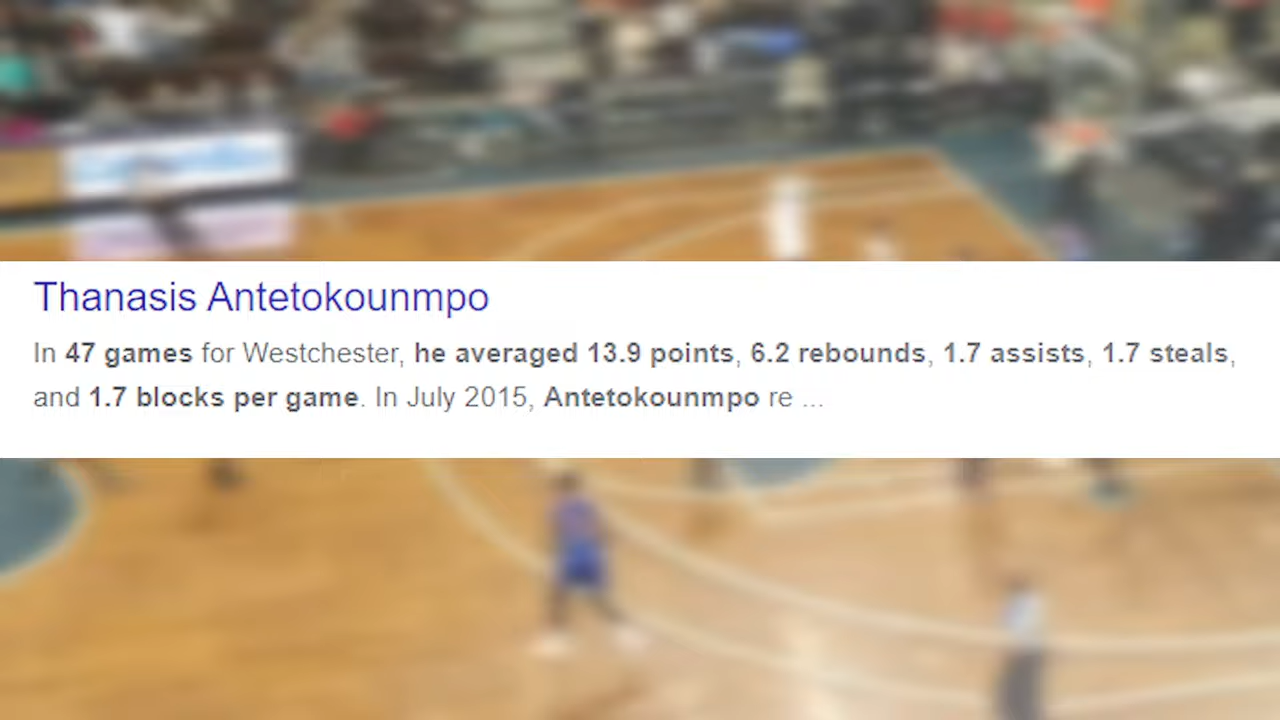 Thanasis Antetokounmpo
In 47 games for Westchester, he averaged 13.9 points, 6.2 rebounds, 1.7 assists, 1.7 steals,
and 1.7 blocks per game. In July 2015, Antetokounmpo re ...